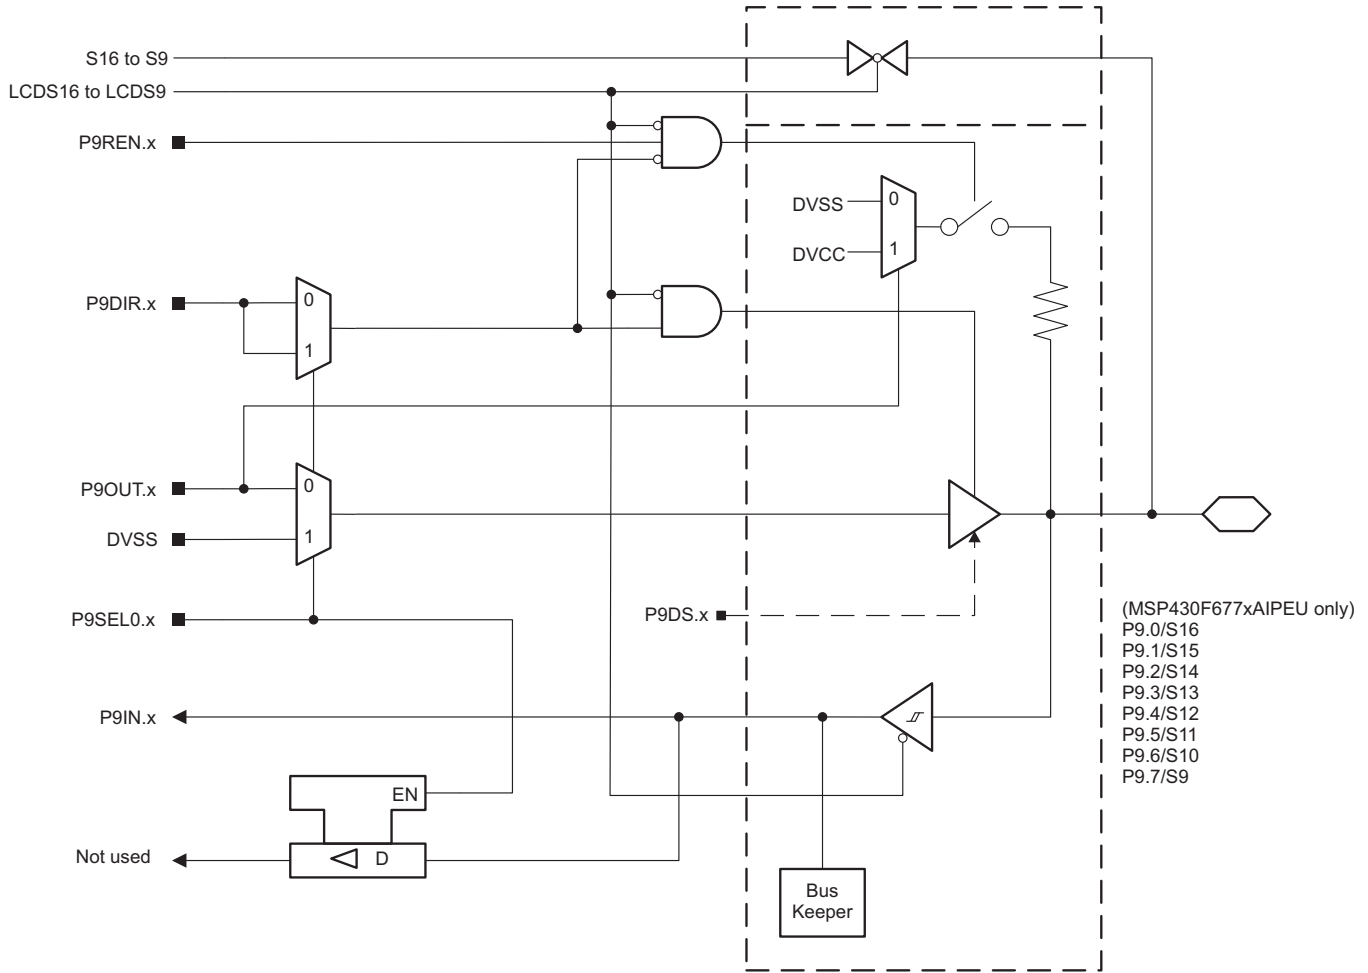 S16 to S9
LCDS16 to LCDS9
P9REN.x
DVSS
0
DVCC
1
P9DIR.x
0
1
P9OUT.x
0
DVSS
1
P9SEL0.x
P9DS.x
(MSP430F677xAIPEU only)
P9.0/S16
P9.1/S15
P9.2/S14
P9.3/S13
P9.4/S12
P9.5/S11
P9.6/S10
P9.7/S9
P9IN.x
EN
Not used
D
Bus
Keeper